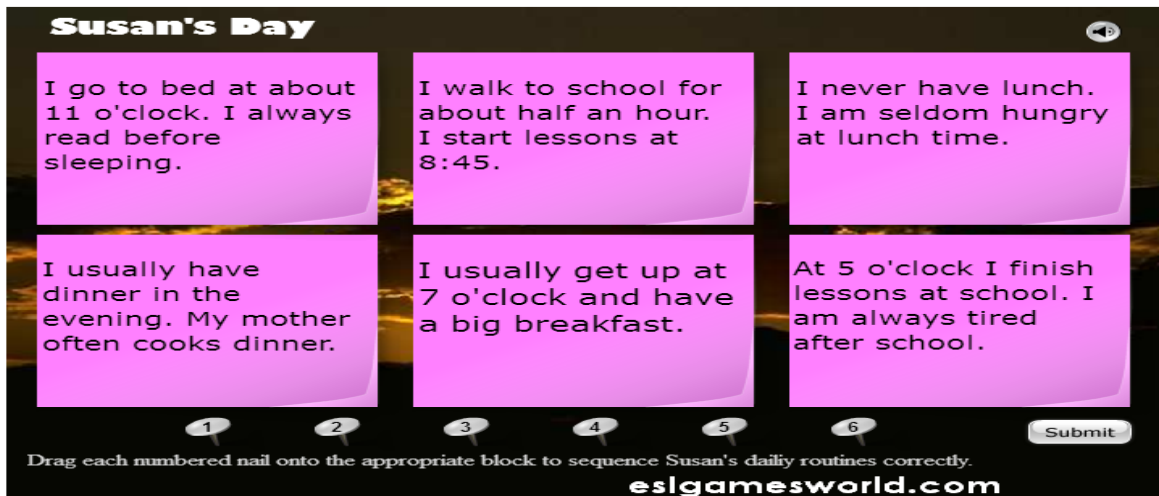 Susan's Day
I go to bed at about
11 o'clock. I always
read before
sleeping.
I walk to school for
about half an hour.
I start lessons at
8:45.
I never have lunch.
I am seldom hungry
at lunch time.
I usually have
dinner in the
evening. My mother
often cooks dinner.
I usually get up at
7 o'clock and have
a big breakfast.
At 5 o'clock I finish
lessons at school. I
am always tired
after school.
1 2 3 4 5 6
Submit
Drag each numbered nail onto the appropriate block to sequence Susan's dailiy routines correctly.
eslgamesworld.com